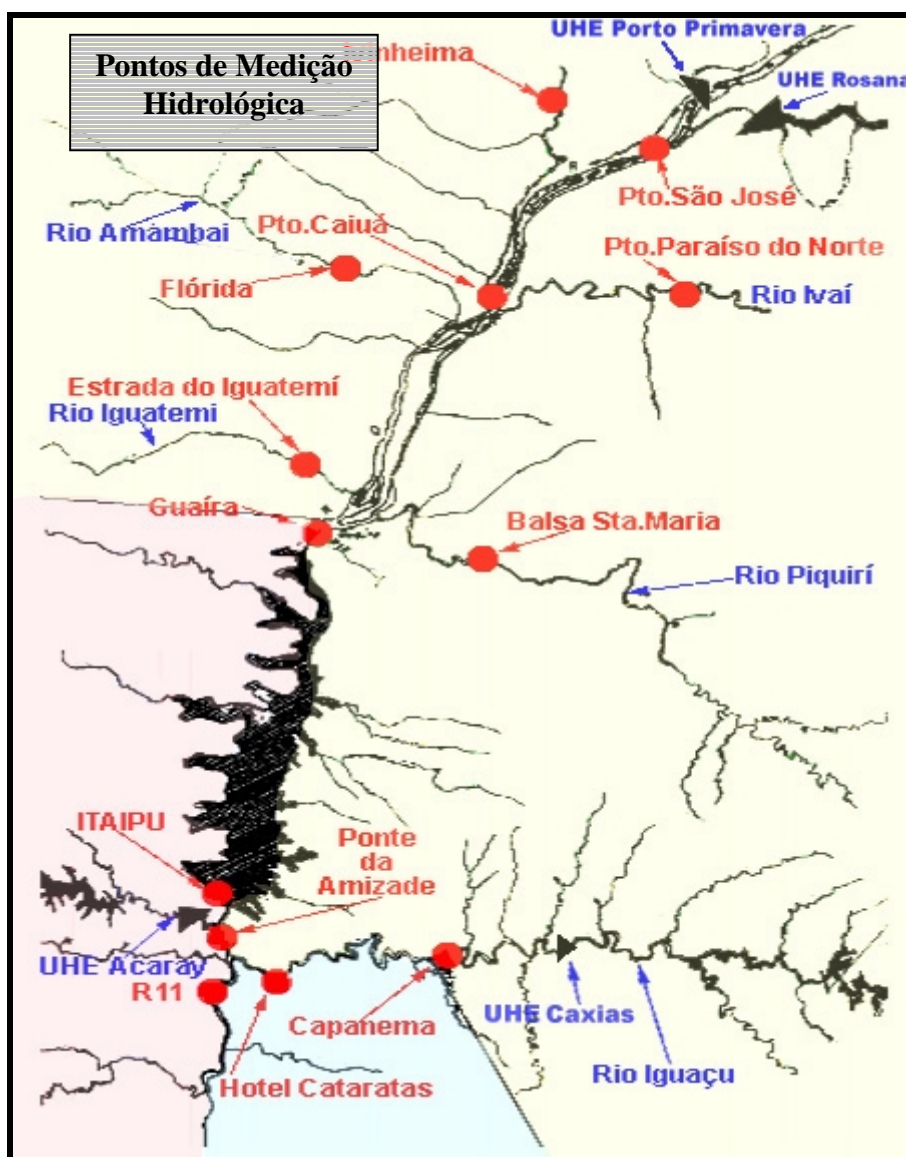 Pontos de Medição
Hidrológica
UHE Porto Primavera
UHE Rosana
Pto.São José
Rio Amambai
Pto.Caiuá
Pto.Paraíso do Norte
Flórida
Rio Ivaí
Estrada do Iguatemí
Rio Iguatemi
Guaíra
Balsa Sta.Maria
Rio Piquirí
ITAIPU
Ponte
da
Amizade
UHE Acaray
R11
Capanema
UHE Caxias
Hotel Cataratas
Rio Iguaçu